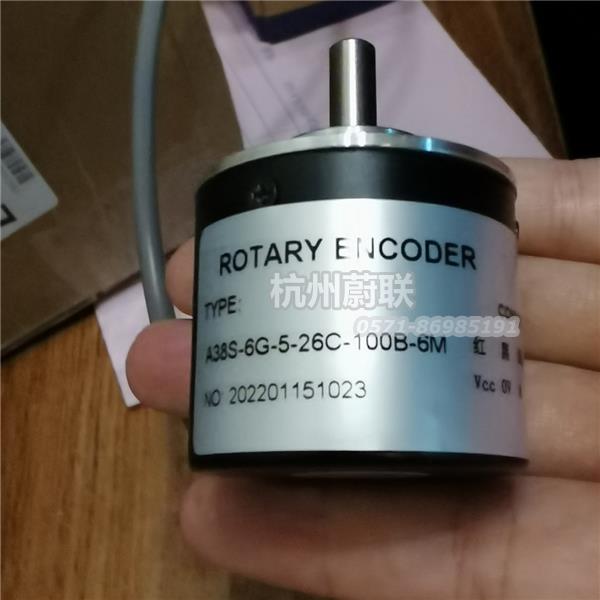 ROTARY ENCODER
杭州蔚联
TYPE:
0571-86985191
A38S-6G-5-26C-100B-6M
红 黑
NO 202201151023
Vcc 0V